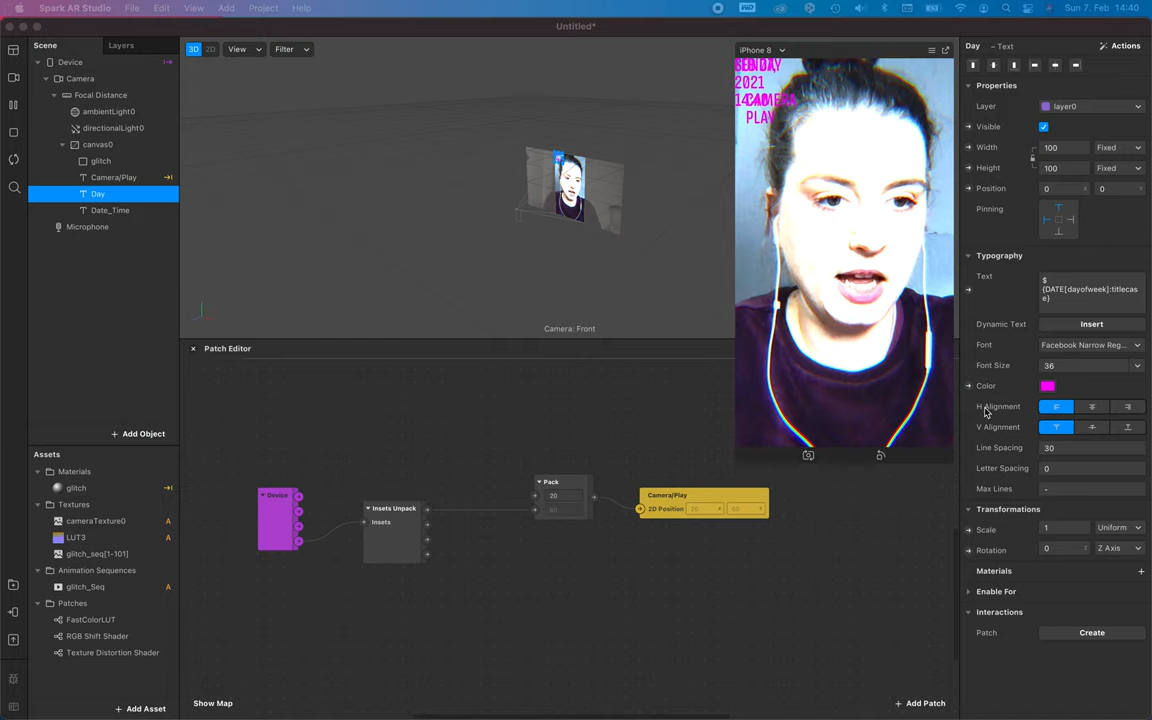 Spark AR Studio File Edit View Add Project Help Sun 7. Feb 14:40
Untitled*
Scene Layers
Device
Camera
Focal Distance
ambientLight0
directionalLight0
canvas0
glitch
Camera/Play
Day
Date_Time
Microphone
+ Add Object
Assets
Materials
glitch
Textures
cameraTexture0 A
LUT3 A
glitch_seq[1-101]
Animation Sequences
glitch_Seq A
Patches
FastColorLUT
RGB Shift Shader
Texture Distortion Shader
+ Add Asset
3D 2D View Filter
Camera: Front
iPhone 8
2021
14:40
CAMERA
PLAY
Patch Editor
Device
Insets Unpack
Insets
Pack
20
60
Camera/Play
2D Position 20 60
Show Map
+ Add Patch
Day – Text Actions
Properties
Layer layer0
Visible
Width 100 Fixed
Height 100 Fixed
Position 0 0
Pinning
Typography
Text $
{DATE[dayofweek]:titlecas
e}
Dynamic Text Insert
Font Facebook Narrow Reg...
Font Size 36
Color
H Alignment
V Alignment
Line Spacing 30
Letter Spacing 0
Max Lines -
Transformations
Scale 1 Uniform
Rotation 0 Z Axis
Materials +
Enable For
Interactions
Patch Create